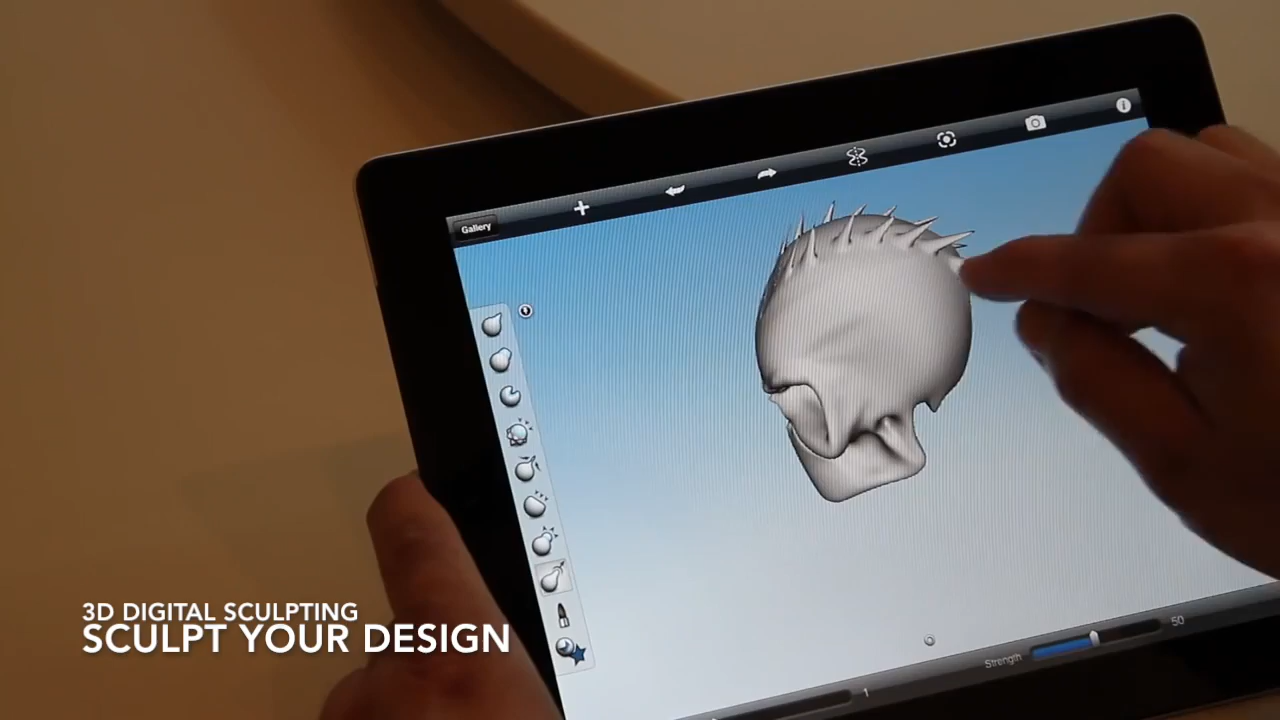 Gallery
50
Strength
1
3D DIGITAL SCULPTING
SCULPT YOUR DESIGN